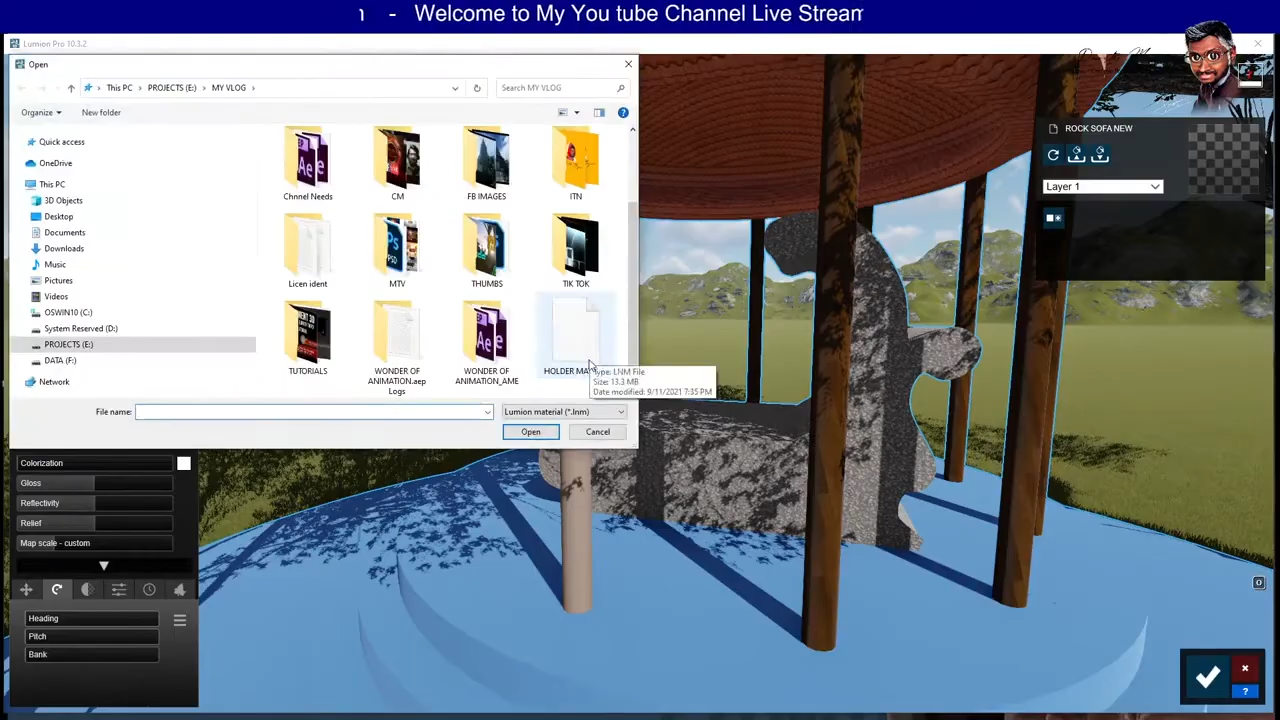 - Welcome to My You tube Channel Live Stream
Lumion Pro 10.3.2
Open
This PC > PROJECTS (E:) > MY VLOG >
Search MY VLOG
Organize
New folder
Quick access
OneDrive
This PC
3D Objects
Desktop
Documents
Downloads
Music
Pictures
Videos
OSWIN10 (C:)
System Reserved (D:)
PROJECTS (E:)
DATA (F:)
Network
Chnnel Needs
CM
FB IMAGES
ITN
Licen ident
MTV
THUMBS
TIK TOK
TUTORIALS
WONDER OF
ANIMATION.aep
Logs
WONDER OF
ANIMATION_AME
HOLDER
Type: LNM File
Size: 13.3 MB
Date modified: 9/11/2021 7:35 PM
File name:
Lumion material (*.lnm)
Open
Cancel
ROCK SOFA NEW
Layer 1
Colorization
Gloss
Reflectivity
Relief
Map scale - custom
Heading
Pitch
Bank